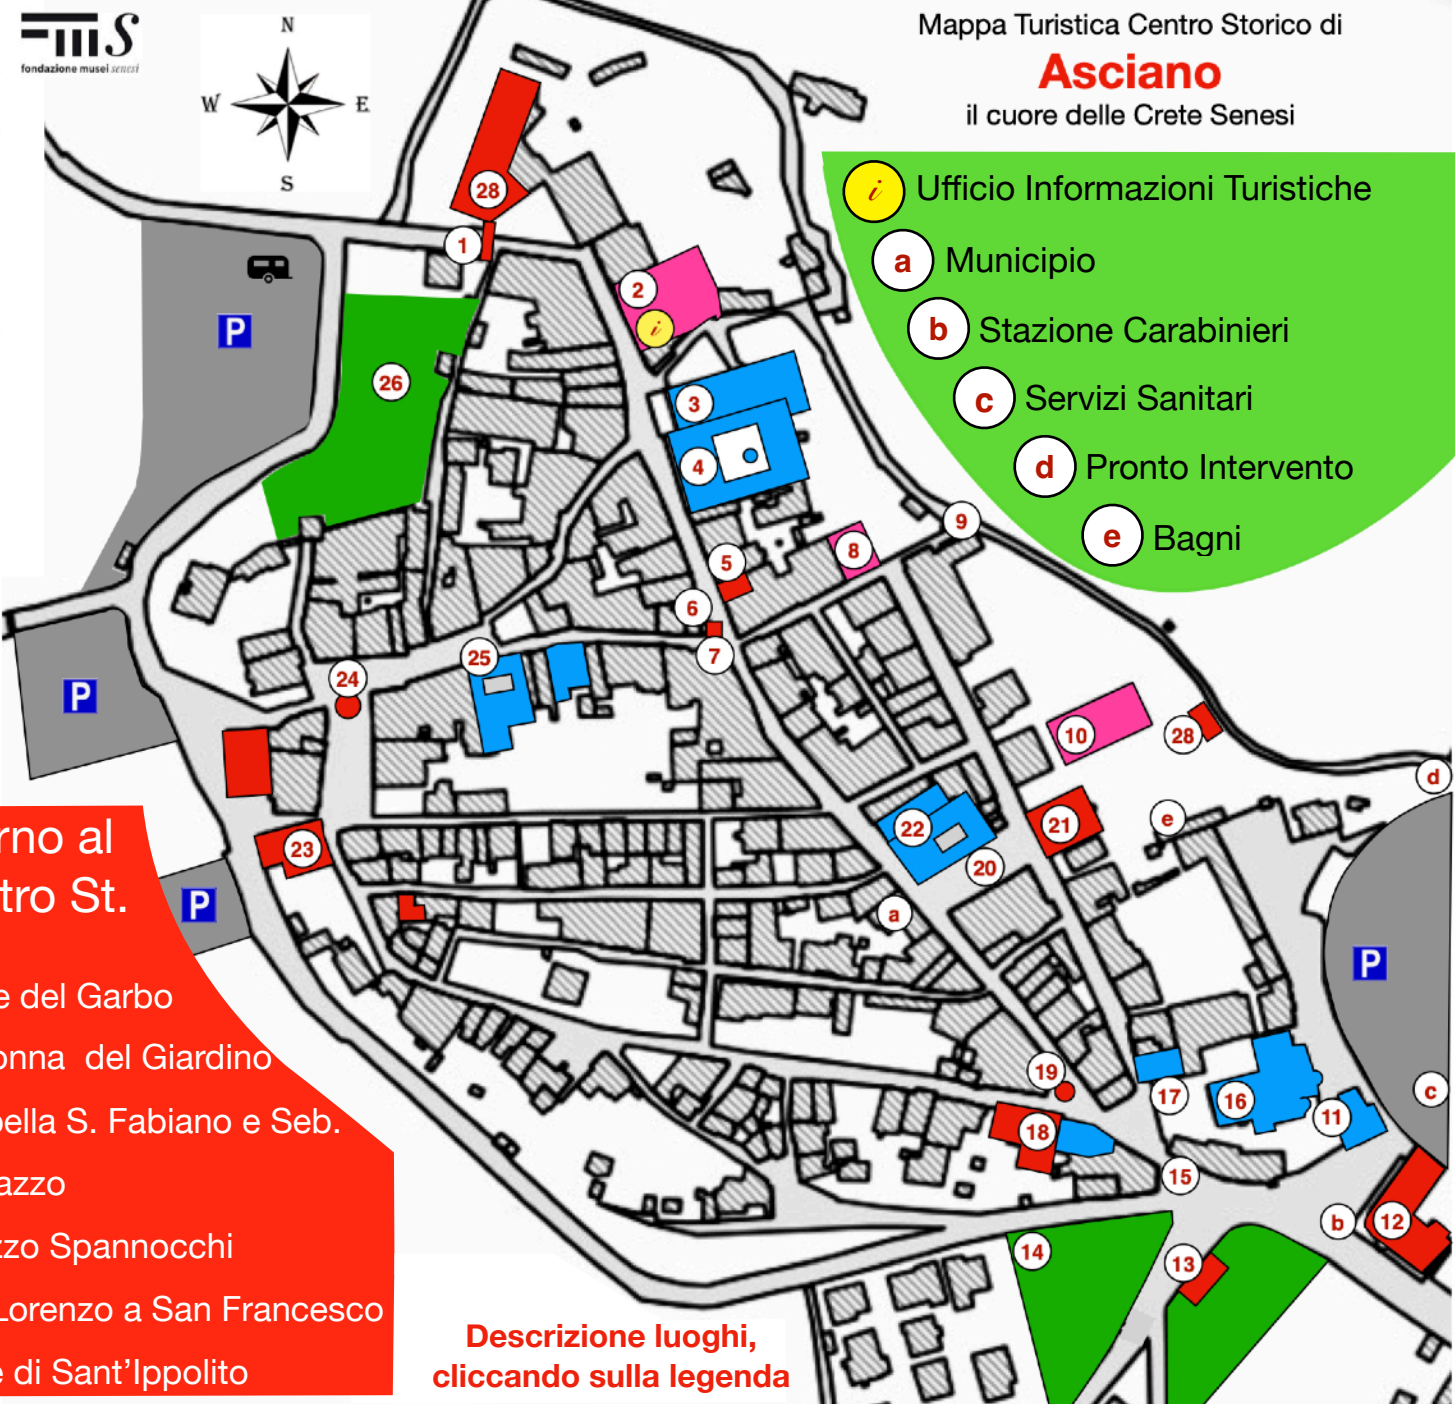 fms
fondazione musei senesi
N
W
E
S
Mappa Turistica Centro Storico di
Asciano
il cuore delle Crete Senesi
i Ufficio Informazioni Turistiche
a Municipio
b Stazione Carabinieri
c Servizi Sanitari
d Pronto Intervento
e Bagni
28
1
2
i
P
26
3
4
9
8
5
6
7
25
24
P
10
28
d
22
21
e
20
23
P
a
P
19
17
16
11
c
18
15
b
12
14
13
rno al
tro St.
e del Garbo
onna del Giardino
pella S. Fabiano e Seb.
azzo
zzo Spannocchi
Lorenzo a San Francesco
e di Sant'Ippolito
Descrizione luoghi,
cliccando sulla legenda